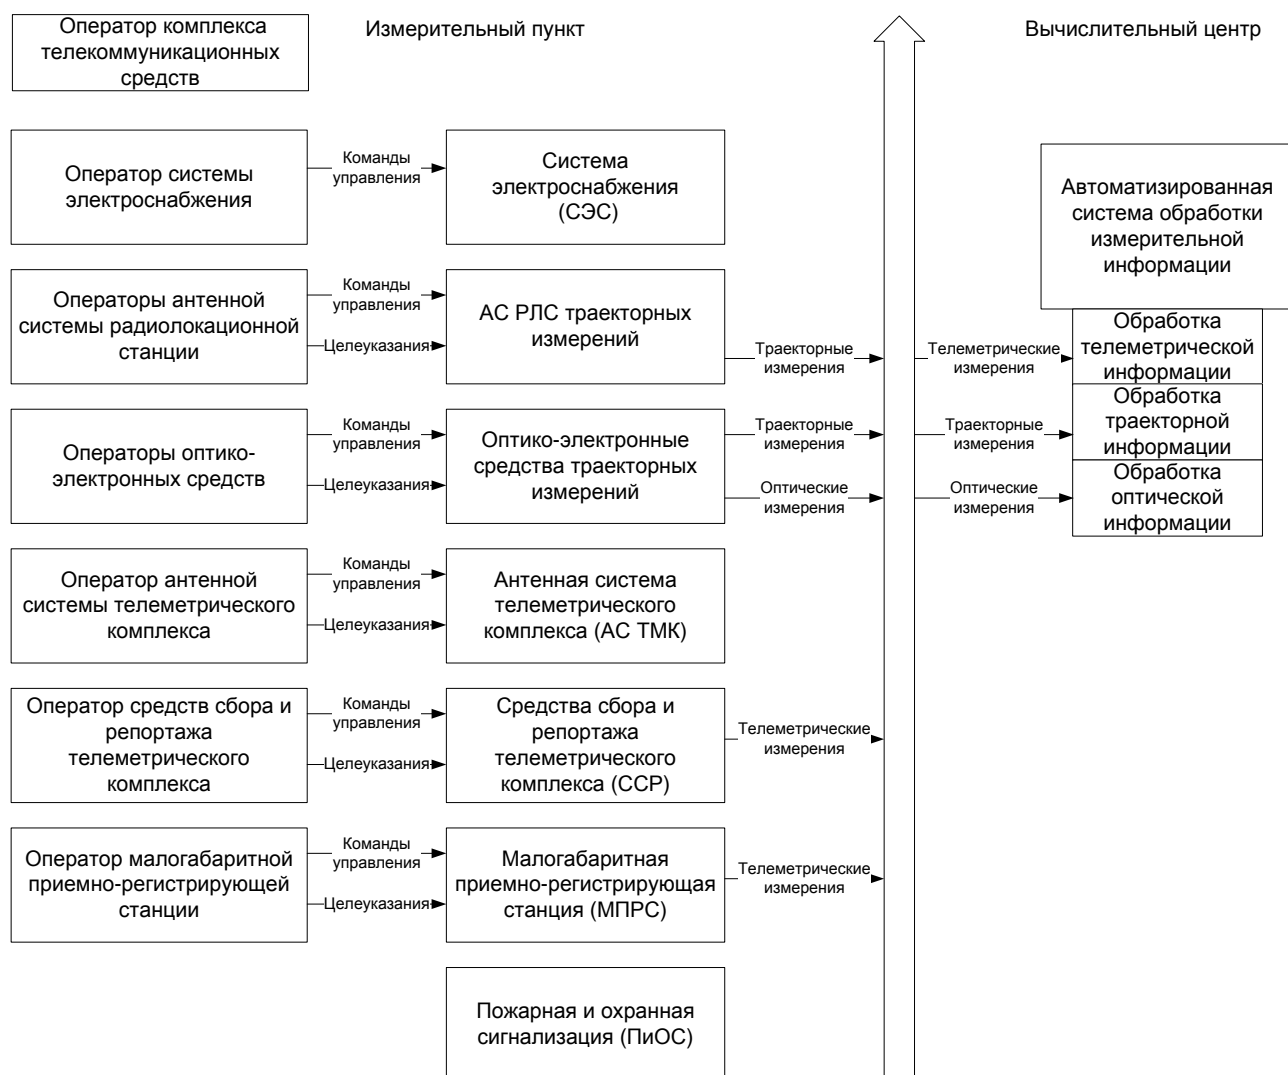 Оператор комплекса
телекоммуникационных
средств
Измерительный пункт
Вычислительный центр
Оператор системы
электроснабжения
Команды
управления
Система
электроснабжения
(СЭС)
Автоматизированная
система обработки
измерительной
информации
Операторы антенной
системы радиолокационной
станции
Команды
управления
Целеуказания
АС РЛС траекторных
измерений
Траекторные
измерения
Телеметрические
измерения
Обработка
телеметрической
информации
Операторы оптико-
электронных средств
Команды
управления
Целеуказания
Оптико-электронные
средства траекторных
измерений
Траекторные
измерения
Оптические
измерения
Траекторные
измерения
Обработка
траекторной
информации
Оптические
измерения
Обработка
оптической
информации
Оператор антенной
системы телеметрического
комплекса
Команды
управления
Целеуказания
Антенная система
телеметрического
комплекса (АС ТМК)
Оператор средств сбора и
репортажа
телеметрического
комплекса
Команды
управления
Целеуказания
Средства сбора и
репортажа
телеметрического
комплекса (ССР)
Телеметрические
измерения
Оператор малогабаритной
приемно-регистрирующей
станции
Команды
управления
Целеуказания
Малогабаритная
приемно-регистрирующая
станция (МПРС)
Телеметрические
измерения
Пожарная и охранная
сигнализация (ПиОС)